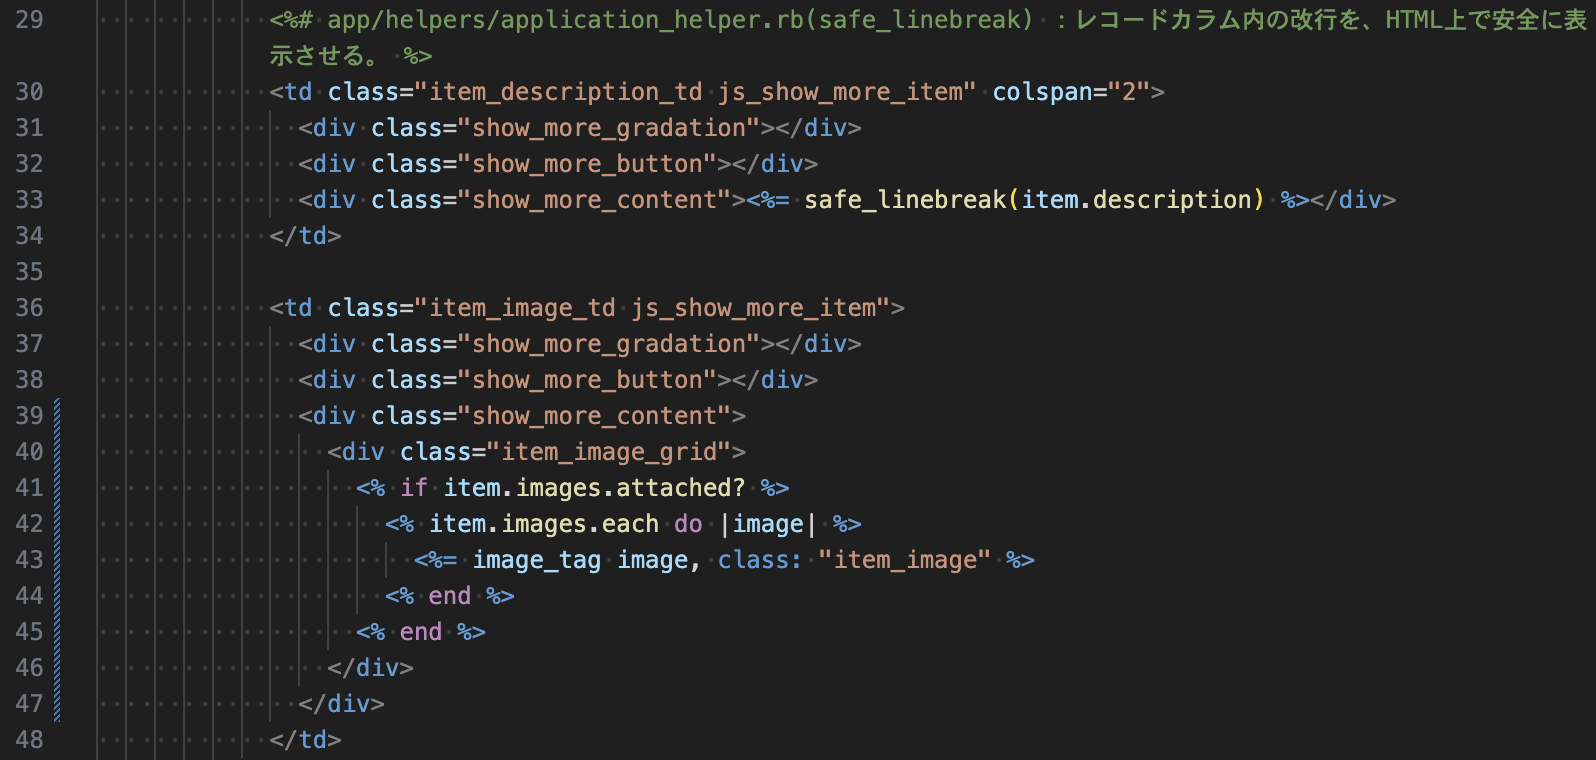 29 <%# app/helpers/application_helper.rb(safe_linebreak) ：レコードカラム内の改行を、HTML上で安全に表
示させる。 %>
30 <td class="item_description_td js_show_more_item" colspan="2">
31 <div class="show_more_gradation"></div>
32 <div class="show_more_button"></div>
33 <div class="show_more_content"><%= safe_linebreak(item.description) %></div>
34 </td>
35
36 <td class="item_image_td js_show_more_item">
37 <div class="show_more_gradation"></div>
38 <div class="show_more_button"></div>
39 <div class="show_more_content">
40 <div class="item_image_grid">
41 <% if item.images.attached? %>
42 <% item.images.each do |image| %>
43 <%= image_tag image, class: "item_image" %>
44 <% end %>
45 <% end %>
46 </div>
47 </div>
48 </td>